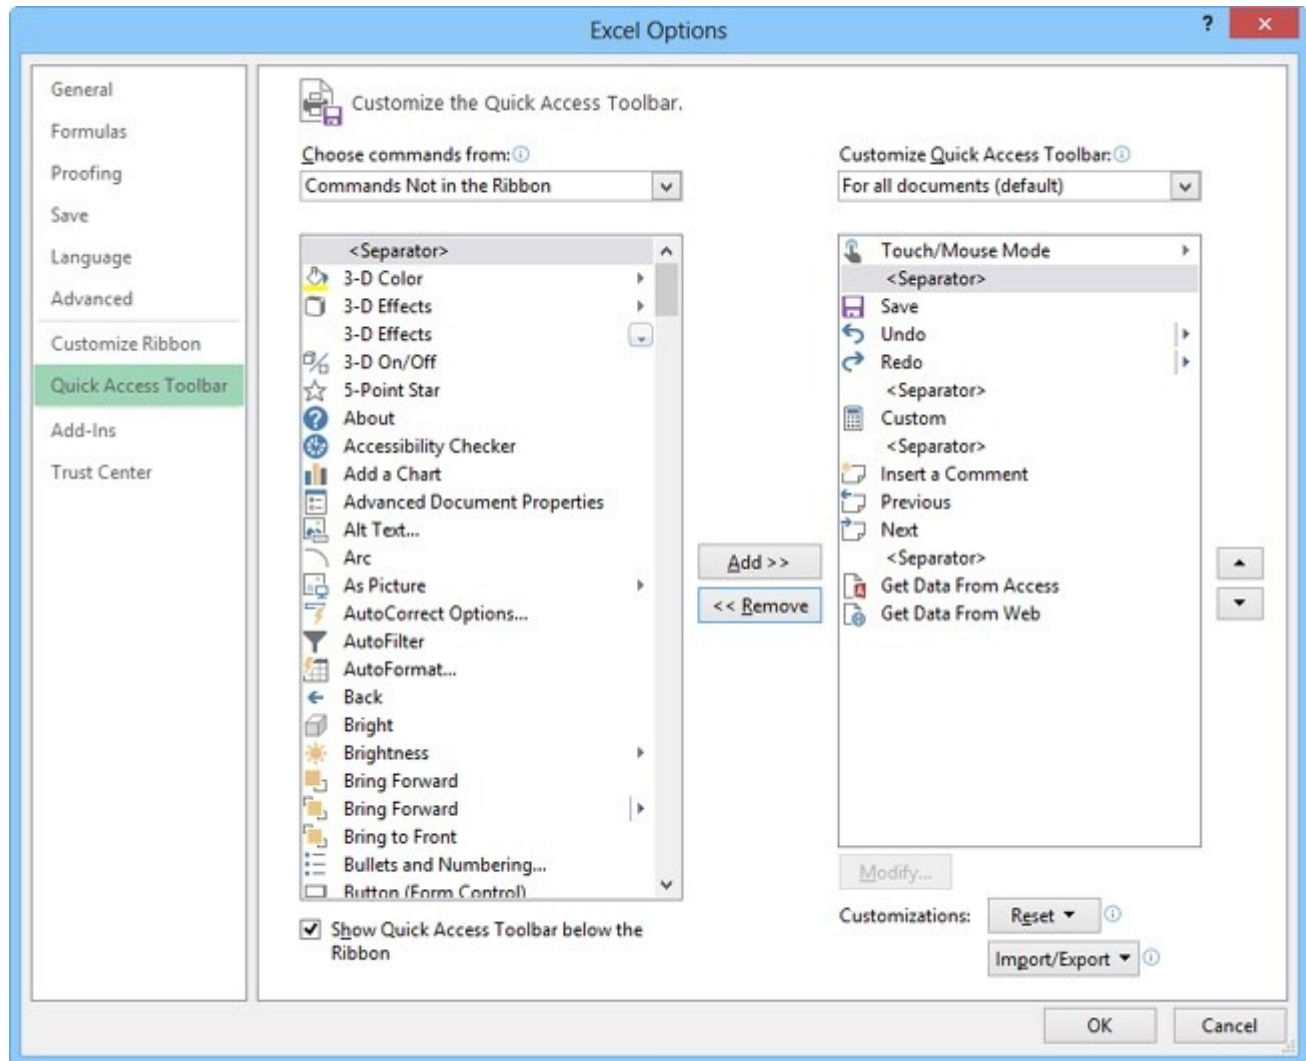 Excel Options
?
General
Formulas
Proofing
Save
Language
Advanced
Customize Ribbon
Quick Access Toolbar
Add-Ins
Trust Center
Customize the Quick Access Toolbar.
Choose commands from:
Commands Not in the Ribbon
<Separator>
3-D Color
3-D Effects
3-D Effects
3-D On/Off
5-Point Star
About
Accessibility Checker
Add a Chart
Advanced Document Properties
Alt Text...
Arc
As Picture
AutoCorrect Options...
AutoFilter
AutoFormat...
Back
Bright
Brightness
Bring Forward
Bring Forward
Bring to Front
Bullets and Numbering...
Button (Form Control)
Show Quick Access Toolbar below the
Ribbon
Add >>
<< Remove
Customize Quick Access Toolbar:
For all documents (default)
Touch/Mouse Mode
<Separator>
Save
Undo
Redo
<Separator>
Custom
<Separator>
Insert a Comment
Previous
Next
<Separator>
Get Data From Access
Get Data From Web
Modify...
Customizations:
Reset
Import/Export
OK
Cancel